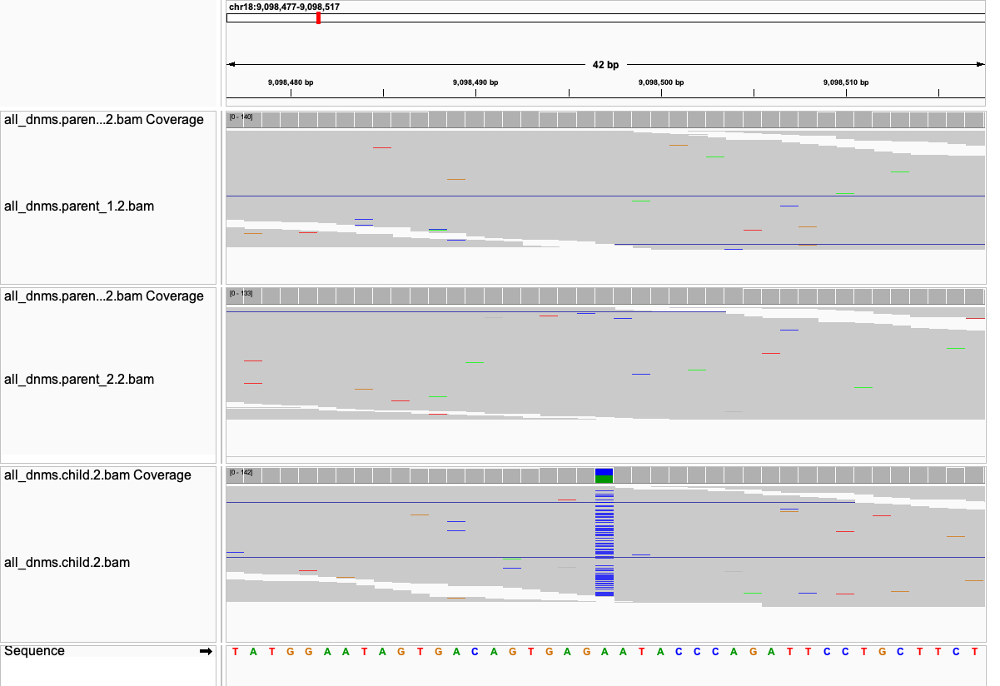 chr18:9,098,477-9,098,517
42 bp
9,098,480 bp 9,098,490 bp 9,098,500 bp 9,098,510 bp
all_dnms.paren...2.bam Coverage
[0 - 140]
all_dnms.parent_1.2.bam
all_dnms.paren...2.bam Coverage
[0 - 133]
all_dnms.parent_2.2.bam
all_dnms.child.2.bam Coverage
[0 - 142]
all_dnms.child.2.bam
Sequence T A T G G A A T A G T G A C A G T G A G A A T A C C C A G A T T C C T G C T T C T